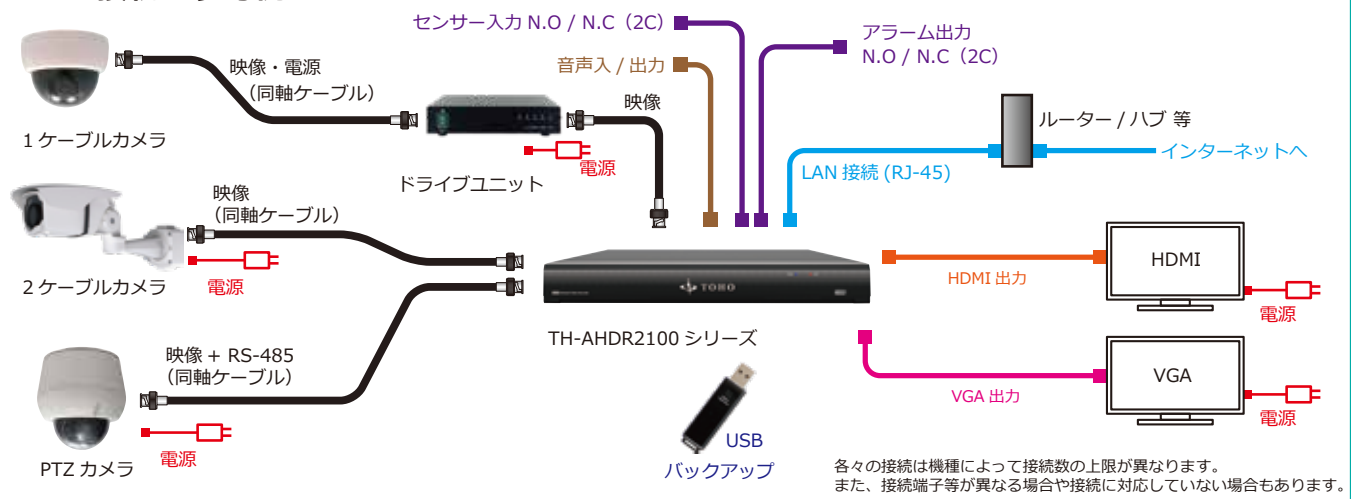 センサー入力 N.O / N.C（2C）
アラーム出力
N.O / N.C（2C）
音声入 / 出力
映像・電源
（同軸ケーブル）
映像
1 ケーブルカメラ
ドライブユニット
電源
ルーター / ハブ 等
インターネットへ
LAN 接続 (RJ-45)
映像
（同軸ケーブル）
2 ケーブルカメラ
電源
TOHO
TH-AHDR2100 シリーズ
HDMI 出力
HDMI
電源
映像 + RS-485
（同軸ケーブル）
PTZ カメラ
電源
VGA 出力
VGA
電源
USB
バックアップ
各々の接続は機種によって接続数の上限が異なります。
また、接続端子等が異なる場合や接続に対応していない場合もあります。